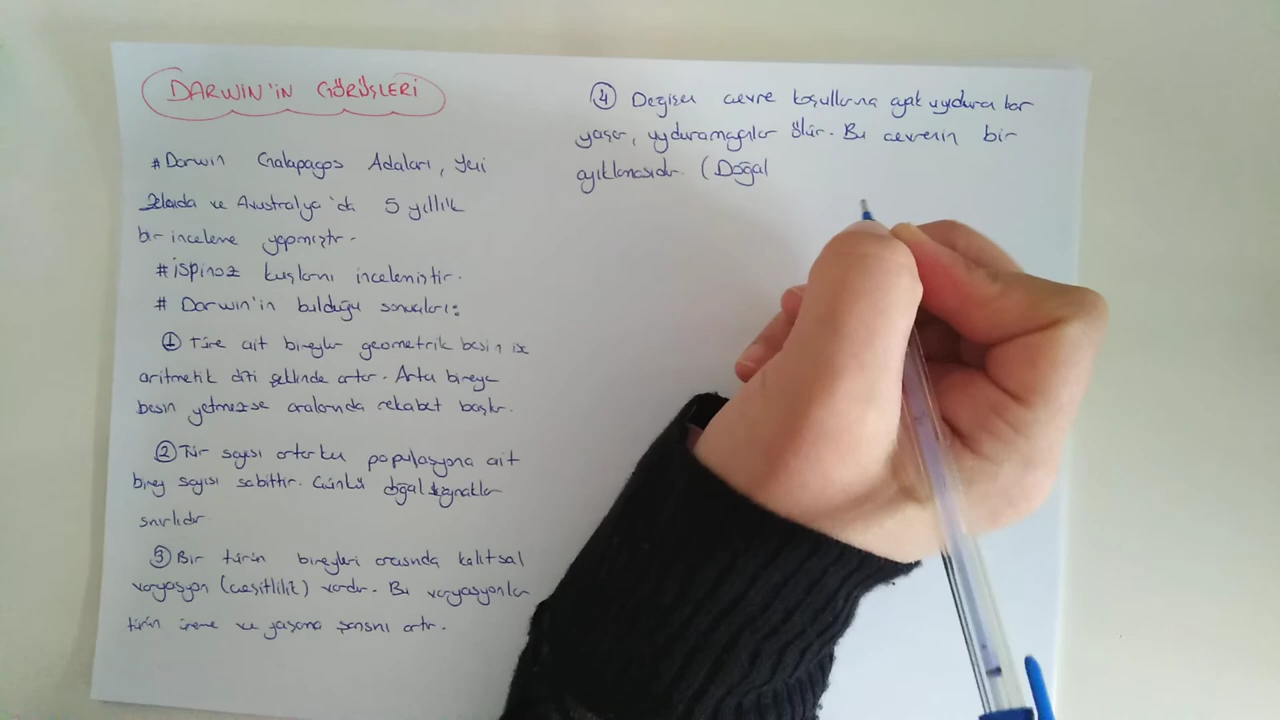 DARWIN'İN GÖRÜŞLERİ
# Darwin Galapagos Adaları, Yeni
Zelanda ve Avustralya'da 5 yıllık
bir inceleme yapmıştır.
# İspinoz kuşlarını incelemiştir.
# Darwin'in bulduğu sonuçları:
① Türe ait bireyler geometrik besin ise
aritmetik dizi şeklinde artar. Artan bireye
besin yetmezse aralarında rekabet başlar.
② Tür sayısı artarken populasyona ait
birey sayısı sabittir. Çünkü doğal kaynaklar
sınırlıdır
③ Bir türün bireyleri arasında kalıtsal
varyasyon (çeşitlilik) vardır. Bu varyasyonlar
türün üreme ve yaşama şansını artır.
④ Değişen çevre koşullarına ayak uyduranlar
yaşar, uyduramayanlar ölür. Bu çevrenin bir
ayıklamasıdır. (Doğal